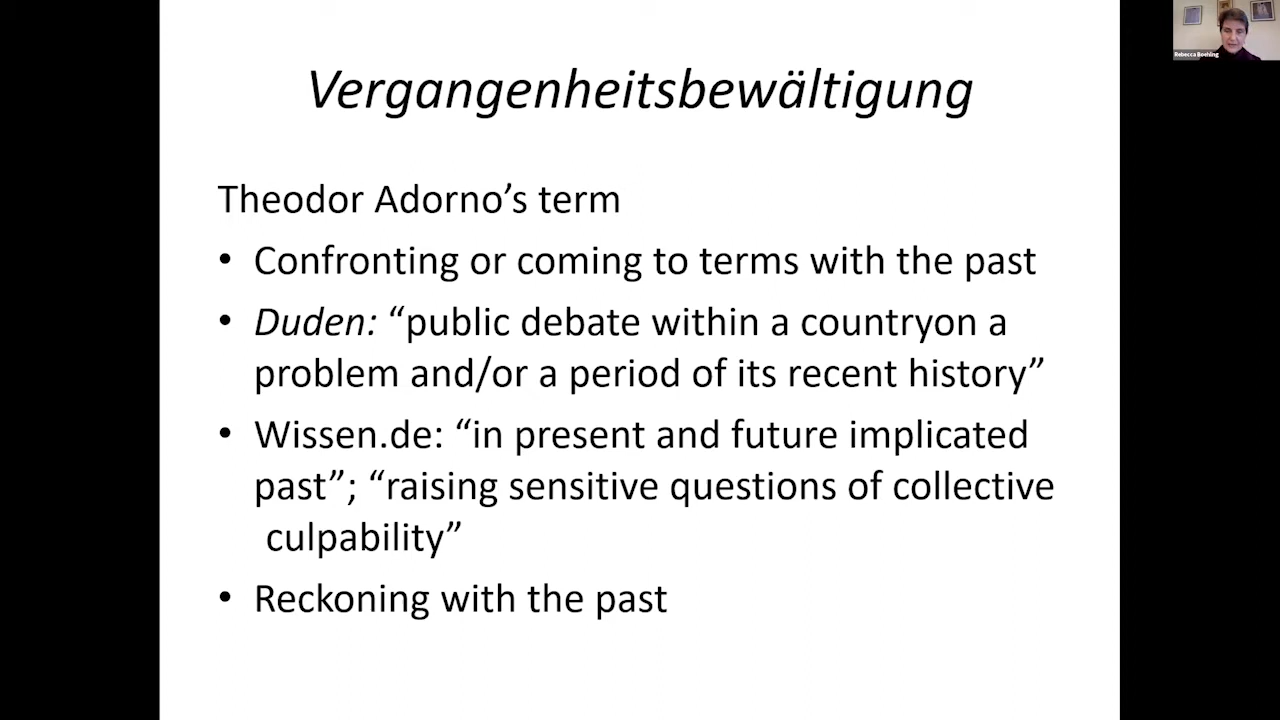 Vergangenheitsbewältigung
Theodor Adorno’s term
• Confronting or coming to terms with the past
• Duden: “public debate within a countryon a
problem and/or a period of its recent history”
• Wissen.de: “in present and future implicated
past”; “raising sensitive questions of collective
culpability”
• Reckoning with the past
Rebecca Boehling